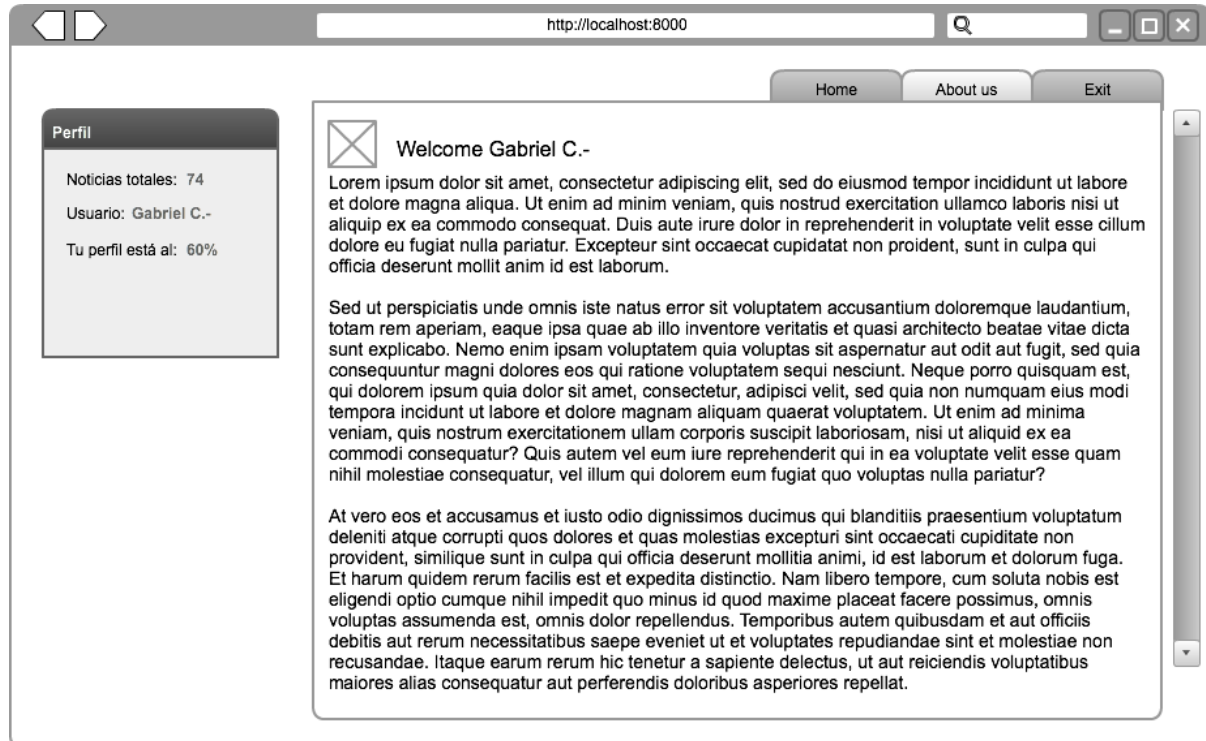 http://localhost:8000
Home
About us
Exit
Perfil
Noticias totales: 74
Usuario: Gabriel C.-
Tu perfil está al: 60%
Welcome Gabriel C.-
Lorem ipsum dolor sit amet, consectetur adipiscing elit, sed do eiusmod tempor incididunt ut labore
et dolore magna aliqua. Ut enim ad minim veniam, quis nostrud exercitation ullamco laboris nisi ut
aliquip ex ea commodo consequat. Duis aute irure dolor in reprehenderit in voluptate velit esse cillum
dolore eu fugiat nulla pariatur. Excepteur sint occaecat cupidatat non proident, sunt in culpa qui
officia deserunt mollit anim id est laborum.
Sed ut perspiciatis unde omnis iste natus error sit voluptatem accusantium doloremque laudantium,
totam rem aperiam, eaque ipsa quae ab illo inventore veritatis et quasi architecto beatae vitae dicta
sunt explicabo. Nemo enim ipsam voluptatem quia voluptas sit aspernatur aut odit aut fugit, sed quia
consequuntur magni dolores eos qui ratione voluptatem sequi nesciunt. Neque porro quisquam est,
qui dolorem ipsum quia dolor sit amet, consectetur, adipisci velit, sed quia non numquam eius modi
tempora incidunt ut labore et dolore magnam aliquam quaerat voluptatem. Ut enim ad minima
veniam, quis nostrum exercitationem ullam corporis suscipit laboriosam, nisi ut aliquid ex ea
commodi consequatur? Quis autem vel eum iure reprehenderit qui in ea voluptate velit esse quam
nihil molestiae consequatur, vel illum qui dolorem eum fugiat quo voluptas nulla pariatur?
At vero eos et accusamus et iusto odio dignissimos ducimus qui blanditiis praesentium voluptatum
deleniti atque corrupti quos dolores et quas molestias excepturi sint occaecati cupiditate non
provident, similique sunt in culpa qui officia deserunt mollitia animi, id est laborum et dolorum fuga.
Et harum quidem rerum facilis est et expedita distinctio. Nam libero tempore, cum soluta nobis est
eligendi optio cumque nihil impedit quo minus id quod maxime placeat facere possimus, omnis
voluptas assumenda est, omnis dolor repellendus. Temporibus autem quibusdam et aut officiis
debitis aut rerum necessitatibus saepe eveniet ut et voluptates repudiandae sint et molestiae non
recusandae. Itaque earum rerum hic tenetur a sapiente delectus, ut aut reiciendis voluptatibus
maiores alias consequatur aut perferendis doloribus asperiores repellat.